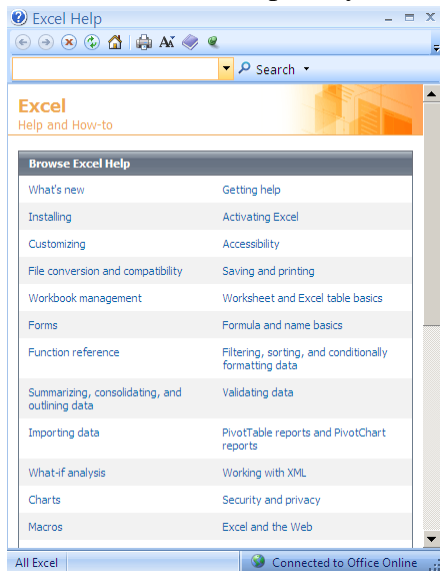 Excel Help
Search
Excel
Help and How-to
Browse Excel Help
What's new
Getting help
Installing
Activating Excel
Customizing
Accessibility
File conversion and compatibility
Saving and printing
Workbook management
Worksheet and Excel table basics
Forms
Formula and name basics
Function reference
Filtering, sorting, and conditionally
formatting data
Summarizing, consolidating, and
outlining data
Validating data
Importing data
PivotTable reports and PivotChart
reports
What-if analysis
Working with XML
Charts
Security and privacy
Macros
Excel and the Web
All Excel
Connected to Office Online